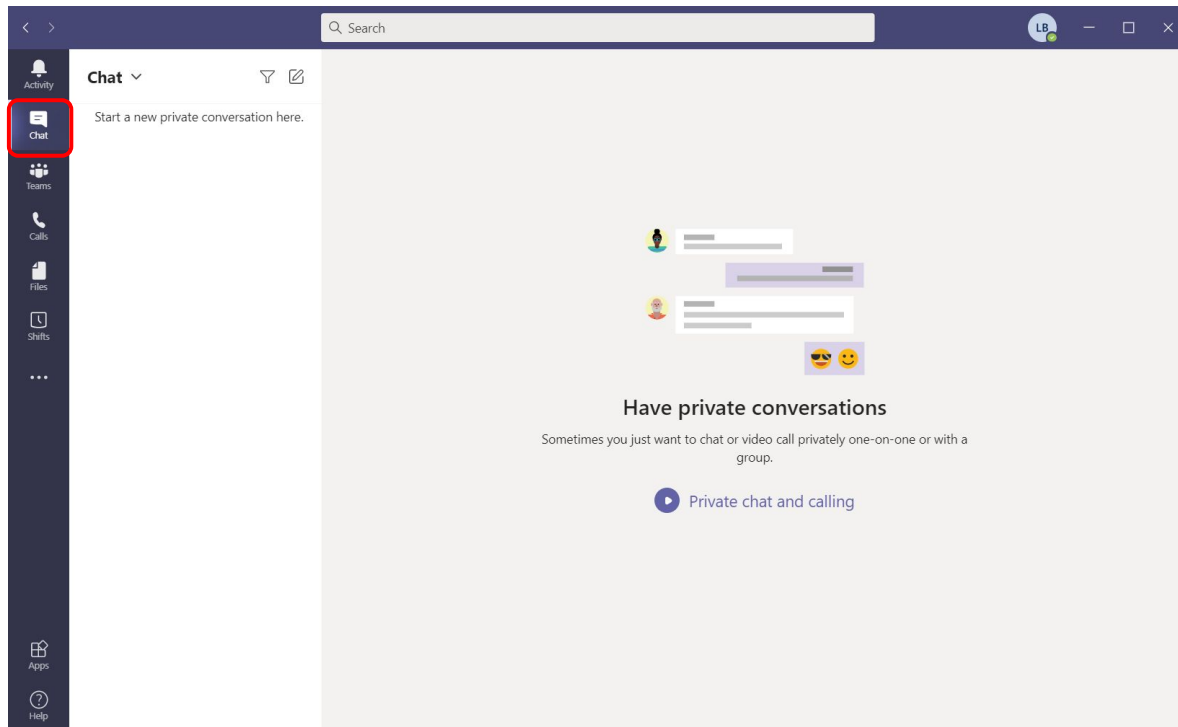 Search
LB
Activity
Chat
Teams
Calls
Files
Shifts
Apps
Help
Chat
Start a new private conversation here.
Have private conversations
Sometimes you just want to chat or video call privately one-on-one or with a
group.
Private chat and calling